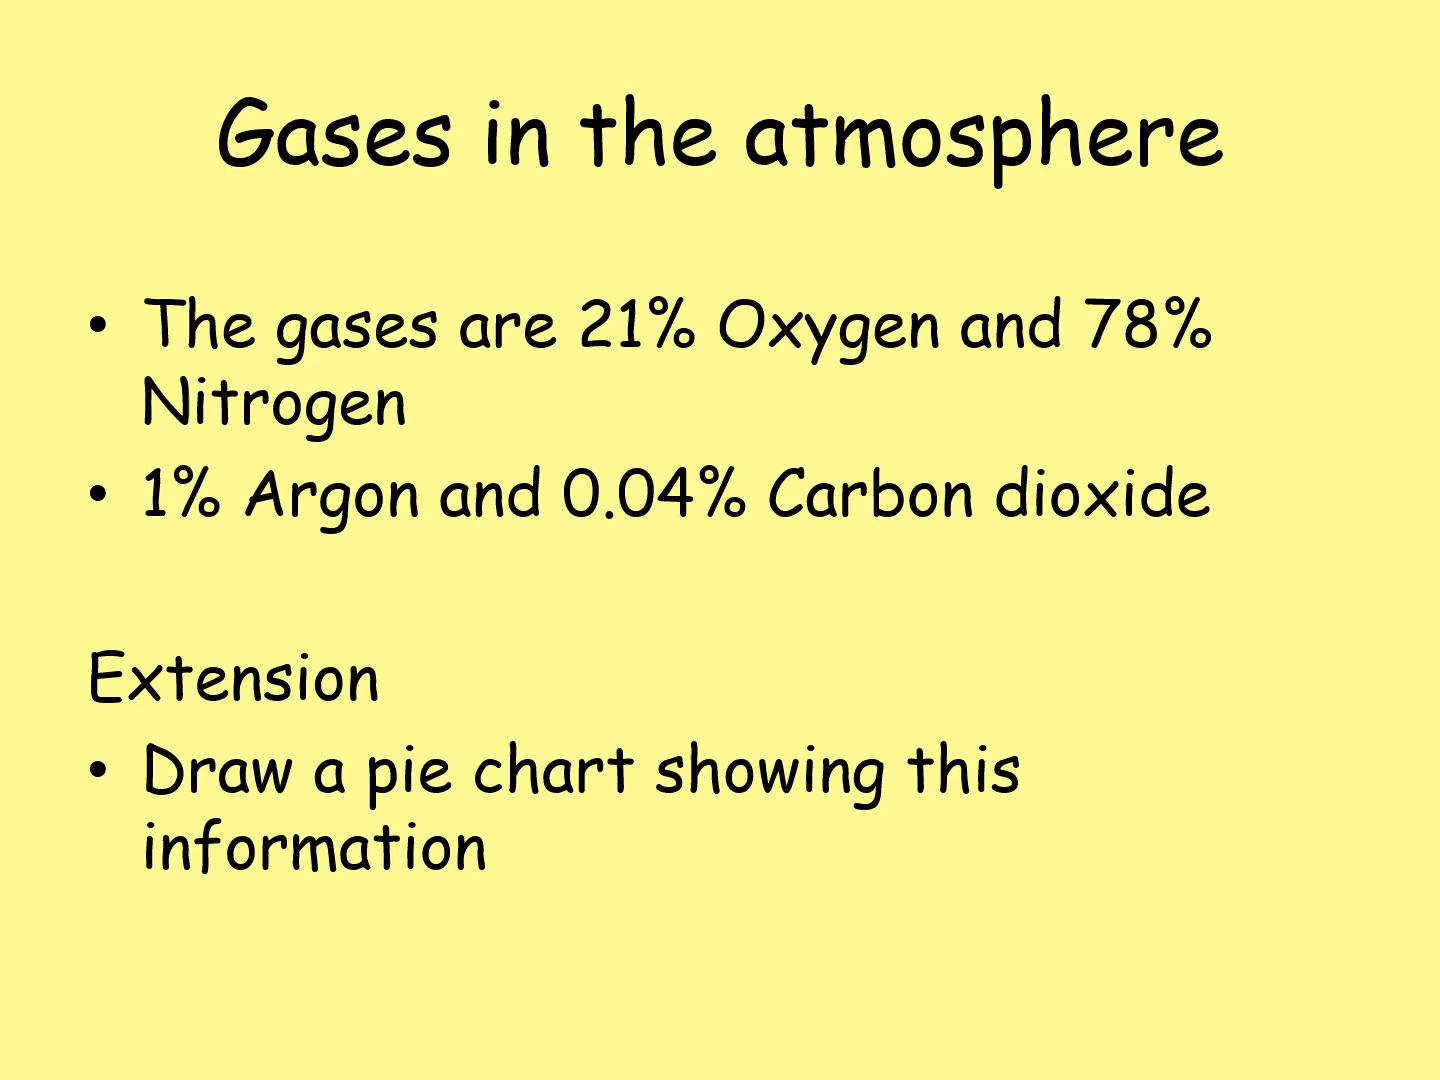 Gases in the atmosphere
• The gases are 21% Oxygen and 78%
Nitrogen
• 1% Argon and 0.04% Carbon dioxide
Extension
• Draw a pie chart showing this
information